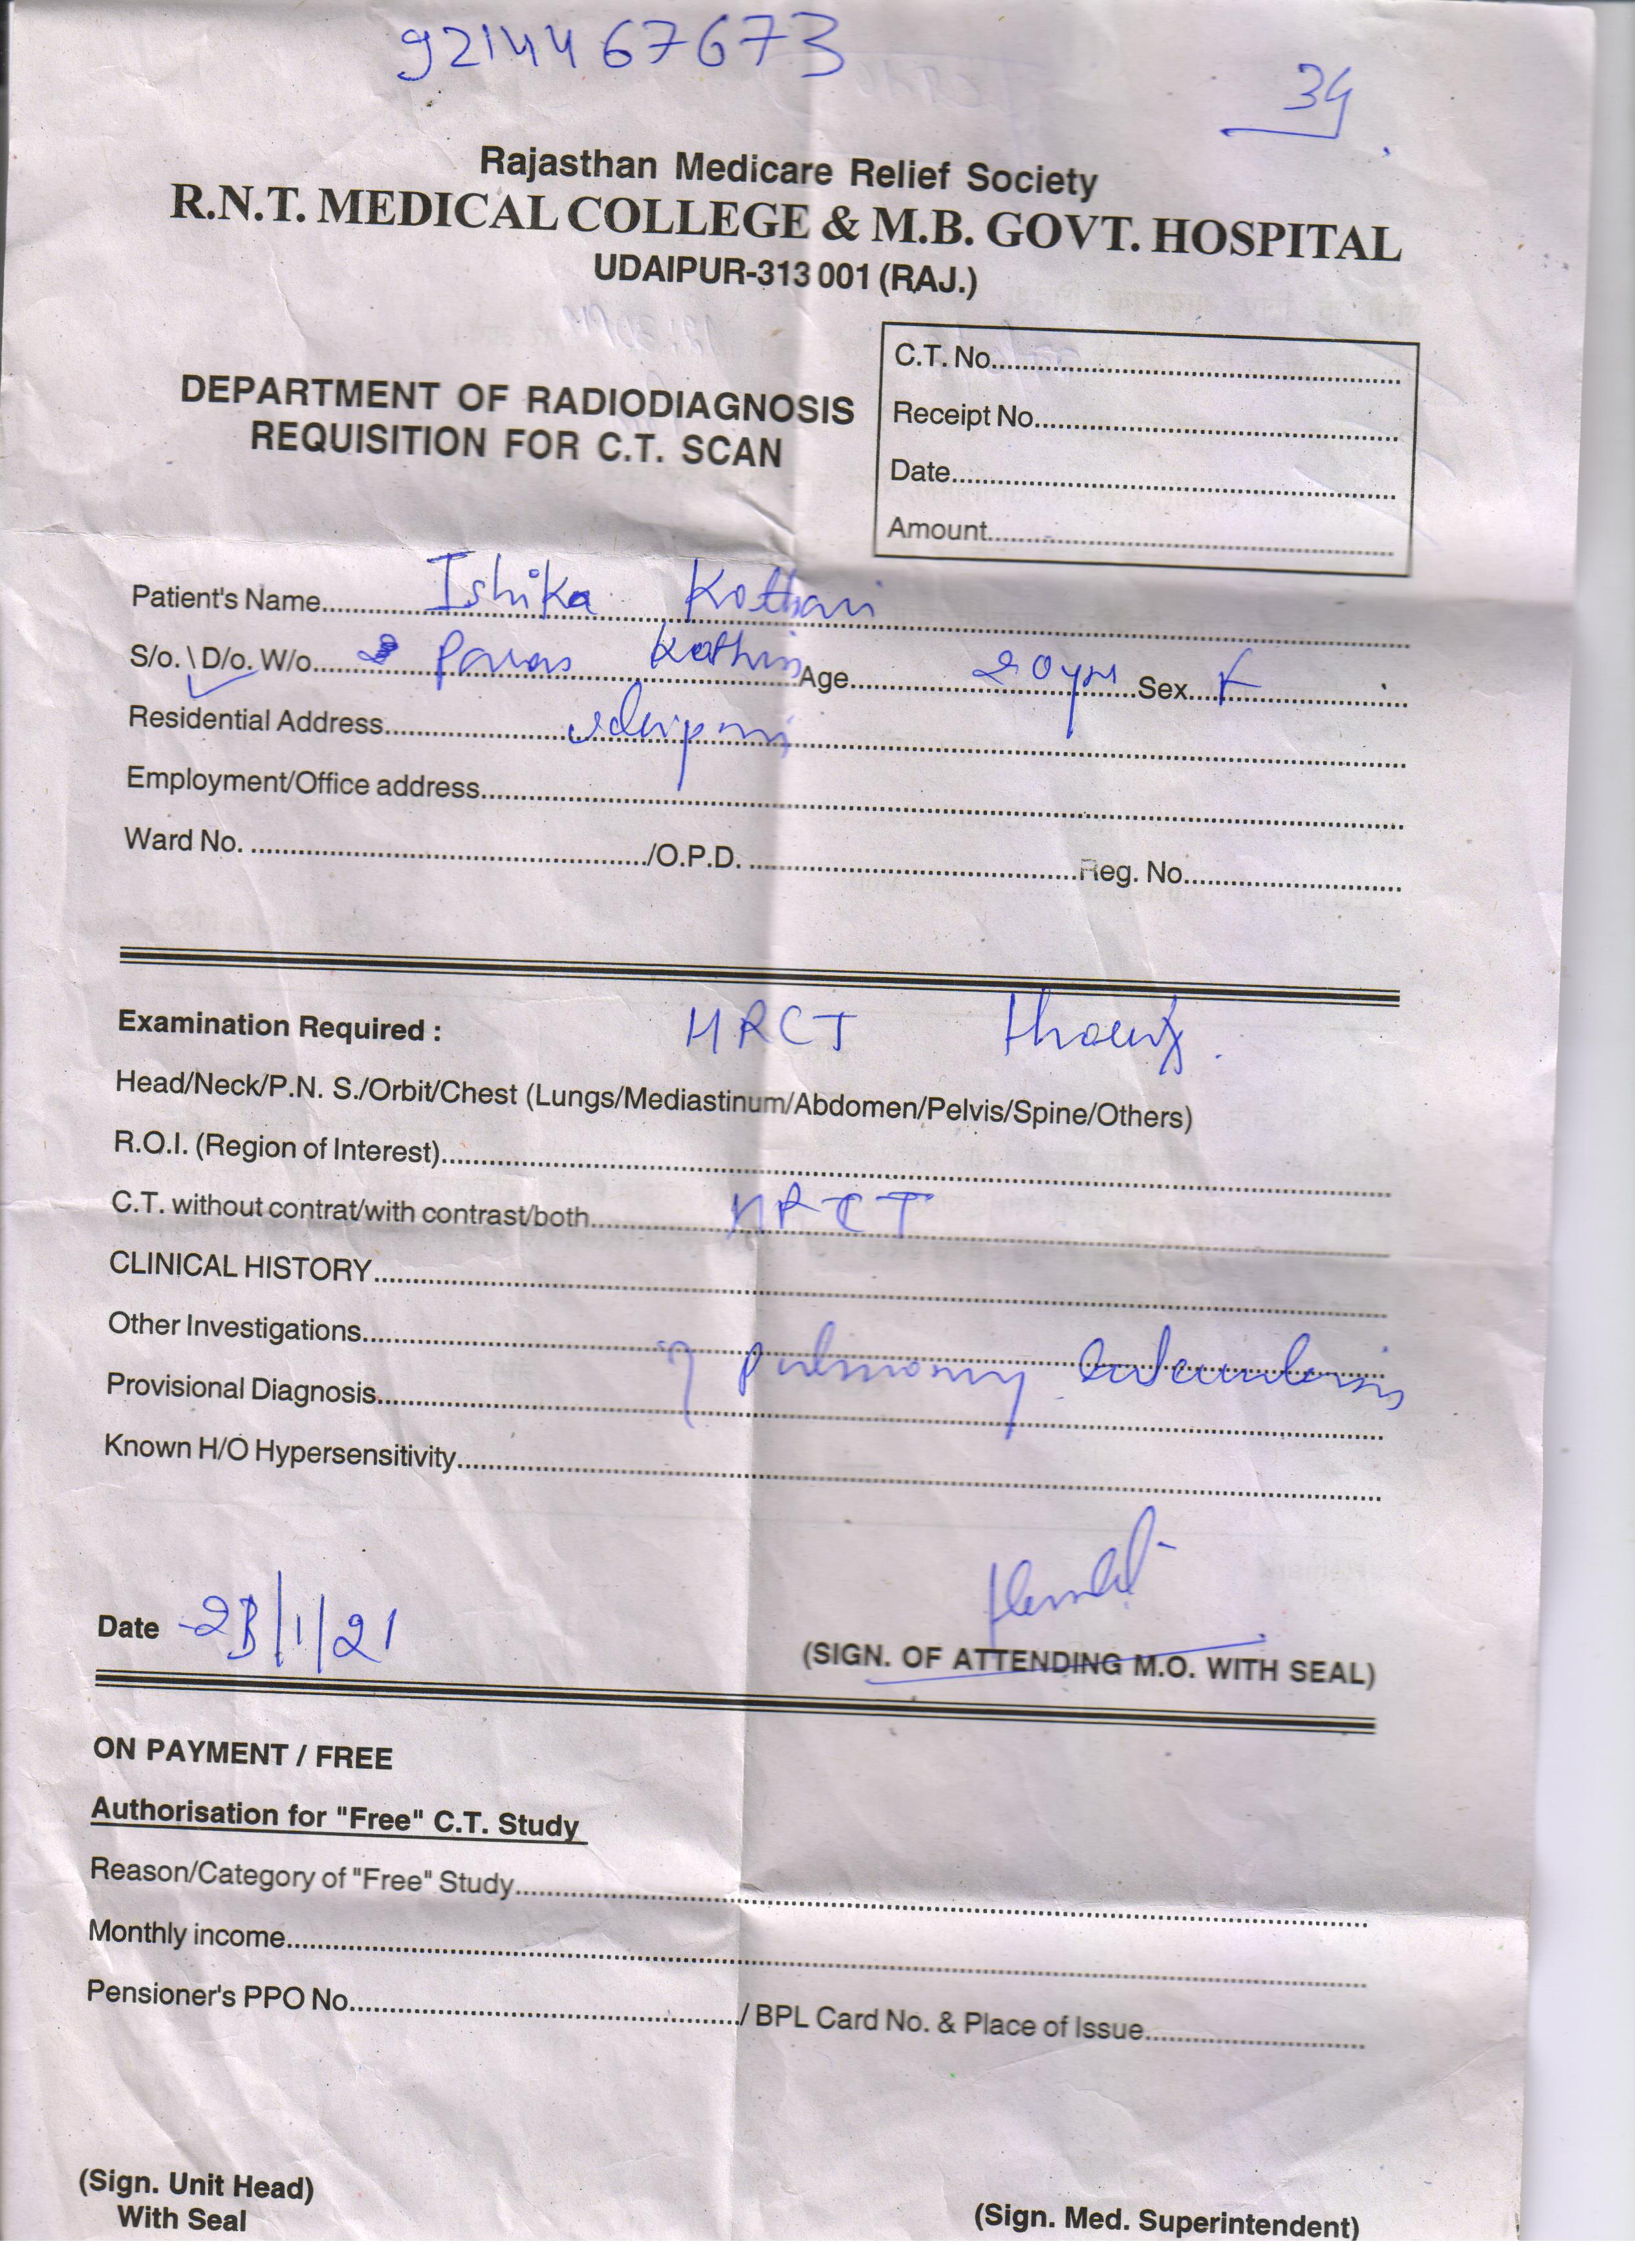 9214467673
34
Rajasthan Medicare Relief Society
R.N.T. MEDICAL COLLEGE & M.B. GOVT. HOSPITAL
UDAIPUR-313 001 (RAJ.)
DEPARTMENT OF RADIODIAGNOSIS
REQUISITION FOR C.T. SCAN
C.T. No.
Receipt No.
Date
Amount
Patient's Name Ishika Kothari
S/o. \ D/o. W/o Paras Kothari Age 20 yrs Sex F
Residential Address Udaipur
Employment/Office address
Ward No. /O.P.D. Reg. No.
Examination Required : HRCT thorax.
Head/Neck/P.N. S./Orbit/Chest (Lungs/Mediastinum/Abdomen/Pelvis/Spine/Others)
R.O.I. (Region of Interest)
C.T. without contrat/with contrast/both HRCT
CLINICAL HISTORY
Other Investigations
Provisional Diagnosis ? pulmonary tuberculosis
Known H/O Hypersensitivity
Date 23/1/21
(SIGN. OF ATTENDING M.O. WITH SEAL)
ON PAYMENT / FREE
Authorisation for "Free" C.T. Study
Reason/Category of "Free" Study
Monthly income
Pensioner's PPO No. / BPL Card No. & Place of Issue
(Sign. Unit Head)
With Seal
(Sign. Med. Superintendent)